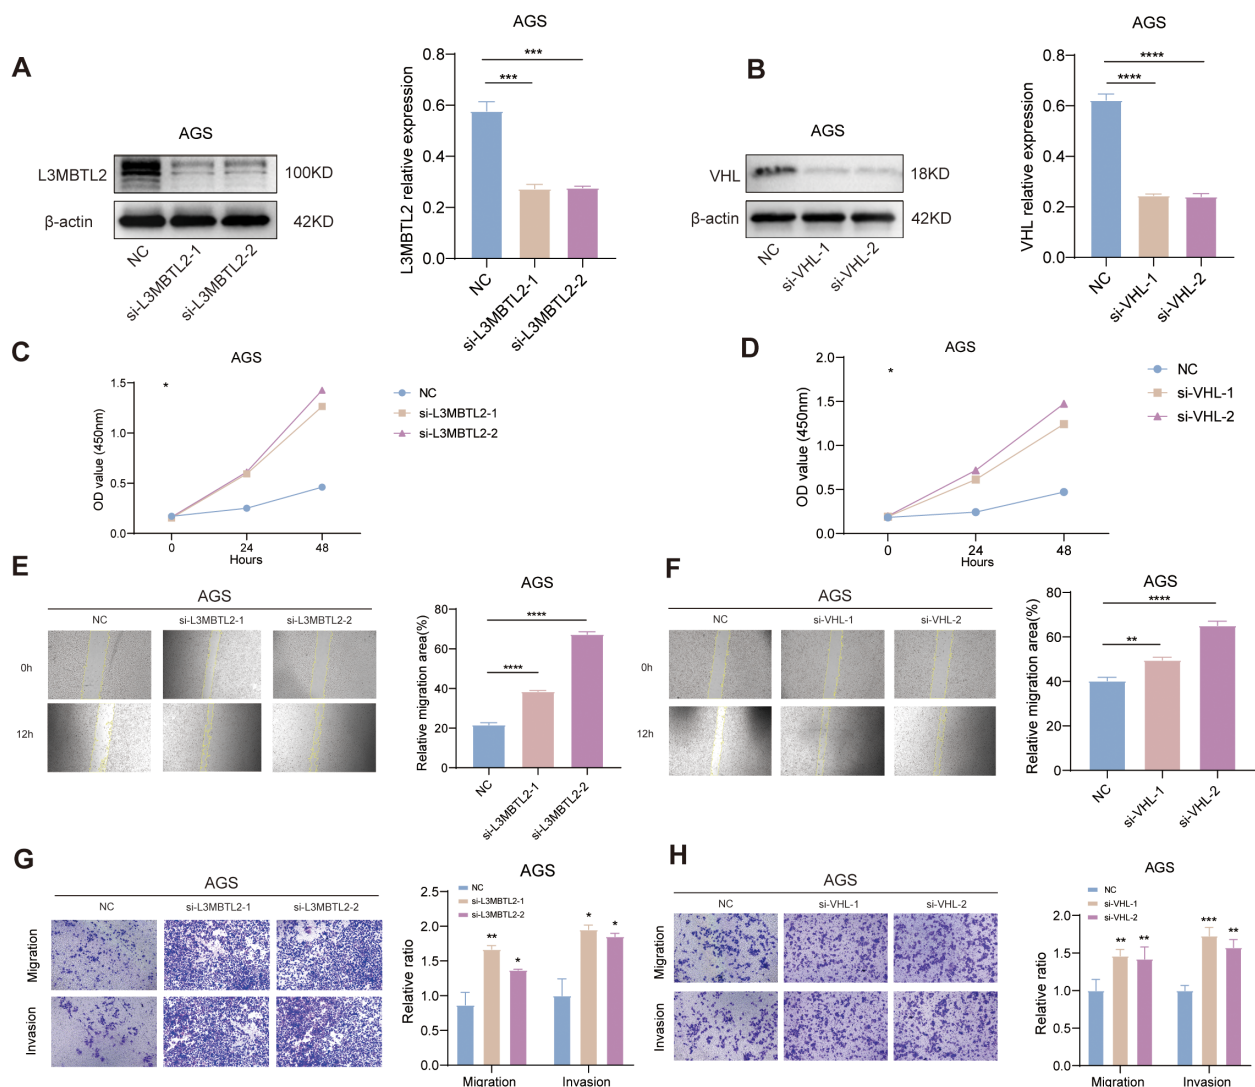 A
AGS
L3MBTL2
100KD
β-actin
42KD
NC
si-L3MBTL2-1
si-L3MBTL2-2
AGS
L3MBTL2 relative expression
0.8
0.6
0.4
0.2
0.0
***
***
NC
si-L3MBTL2-1
si-L3MBTL2-2
B
AGS
VHL
18KD
β-actin
42KD
NC
si-VHL-1
si-VHL-2
AGS
VHL relative expression
0.8
0.6
0.4
0.2
0.0
****
****
NC
si-VHL-1
si-VHL-2
C
AGS
OD value (450nm)
1.5
1.0
0.5
0.0
*
0
24
48
Hours
NC
si-L3MBTL2-1
si-L3MBTL2-2
D
AGS
OD value (450nm)
2.0
1.5
1.0
0.5
0.0
*
0
24
48
Hours
NC
si-VHL-1
si-VHL-2
E
AGS
NC
si-L3MBTL2-1
si-L3MBTL2-2
0h
12h
AGS
Relative migration area(%)
80
60
40
20
0
****
****
NC
si-L3MBTL2-1
si-L3MBTL2-2
F
AGS
NC
si-VHL-1
si-VHL-2
0h
12h
AGS
Relative migration area(%)
80
60
40
20
0
****
**
NC
si-VHL-1
si-VHL-2
G
AGS
NC
si-L3MBTL2-1
si-L3MBTL2-2
Migration
Invasion
AGS
NC
si-L3MBTL2-1
si-L3MBTL2-2
Relative ratio
2.5
2.0
1.5
1.0
0.5
0.0
**
*
*
*
Migration
Invasion
H
AGS
NC
si-VHL-1
si-VHL-2
Migration
Invasion
AGS
NC
si-VHL-1
si-VHL-2
Relative ratio
2.0
1.5
1.0
0.5
0.0
**
**
***
**
Migration
Invasion